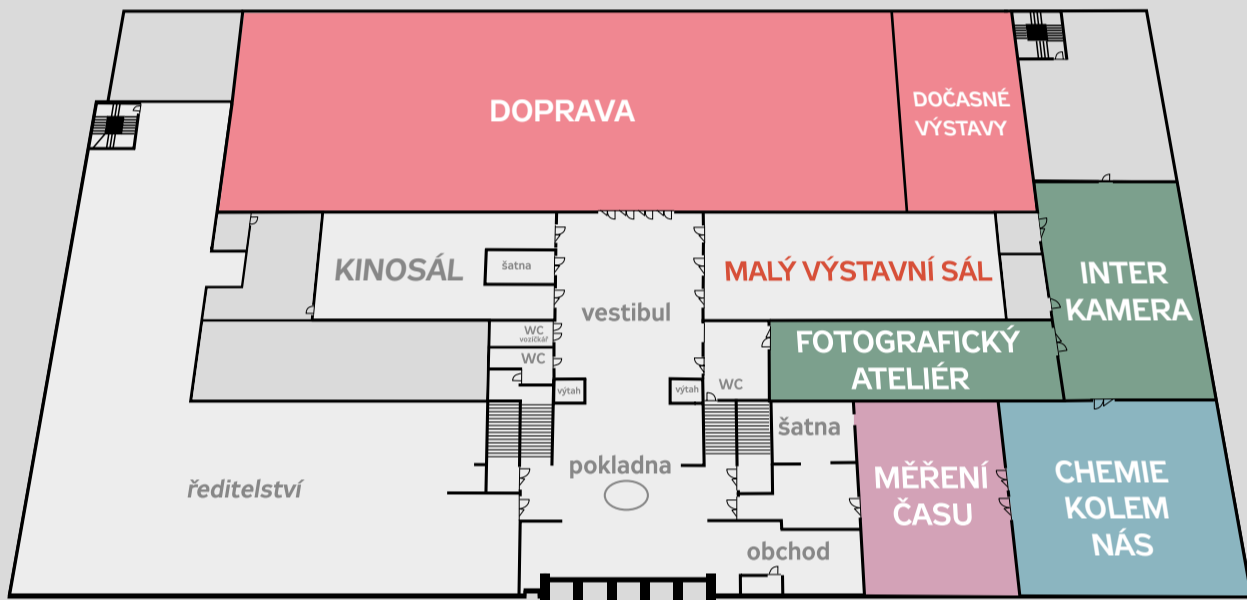 DOPRAVA
DOČASNÉ
VÝSTAVY
KINOSÁL
šatna
vestibul
MALÝ VÝSTAVNÍ SÁL
INTER
KAMERA
WC
vozíčkář
WC
výtah
výtah
WC
FOTOGRAFICKÝ
ATELIÉR
šatna
pokladna
ředitelství
MĚŘENÍ
ČASU
CHEMIE
KOLEM
NÁS
obchod